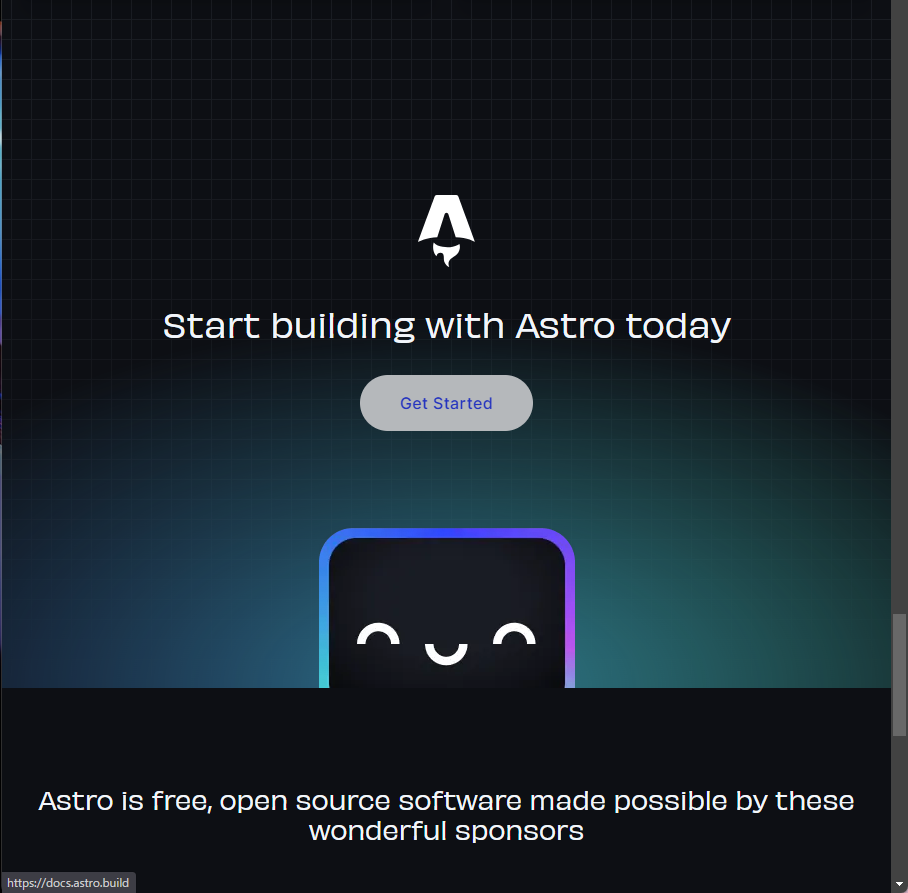 Start building with Astro today
Get Started
Astro is free, open source software made possible by these
wonderful sponsors
https://docs.astro.build